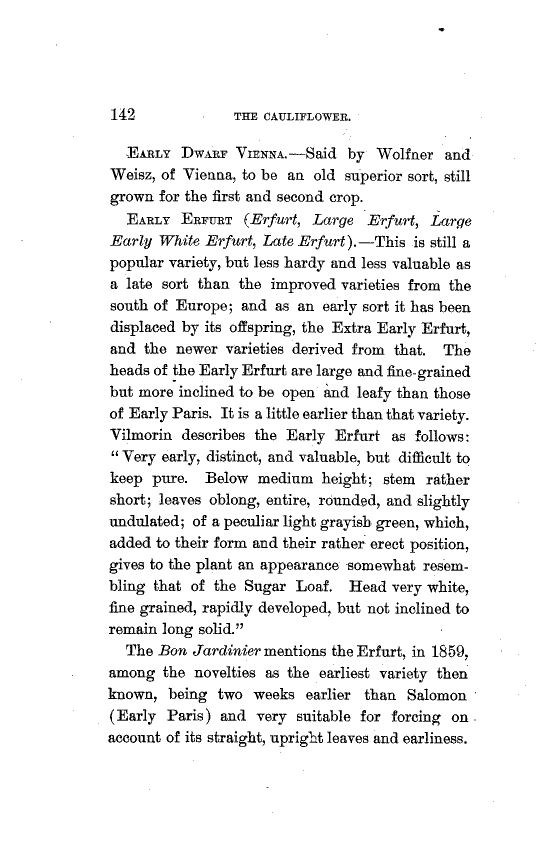 142 THE CAULIFLOWER.
EARLY DWARF VIENNA.—Said by Wolfner and
Weisz, of Vienna, to be an old superior sort, still
grown for the first and second crop.
EARLY ERFURT (Erfurt, Large Erfurt, Large
Early White Erfurt, Late Erfurt).—This is still a
popular variety, but less hardy and less valuable as
a late sort than the improved varieties from the
south of Europe; and as an early sort it has been
displaced by its offspring, the Extra Early Erfurt,
and the newer varieties derived from that. The
heads of the Early Erfurt are large and fine-grained
but more inclined to be open and leafy than those
of Early Paris. It is a little earlier than that variety.
Vilmorin describes the Early Erfurt as follows:
“Very early, distinct, and valuable, but difficult to
keep pure. Below medium height; stem rather
short; leaves oblong, entire, rounded, and slightly
undulated; of a peculiar light grayish green, which,
added to their form and their rather erect position,
gives to the plant an appearance somewhat resem-
bling that of the Sugar Loaf. Head very white,
fine grained, rapidly developed, but not inclined to
remain long solid.”
The Bon Jardinier mentions the Erfurt, in 1859,
among the novelties as the earliest variety then
known, being two weeks earlier than Salomon
(Early Paris) and very suitable for forcing on
account of its straight, upright leaves and earliness.